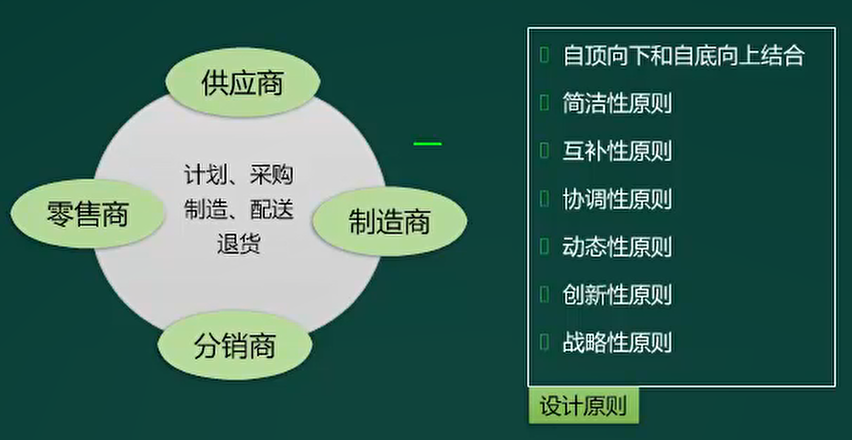 供应商
计划、采购
制造、配送
退货
零售商
制造商
分销商
自顶向下和自底向上结合
简洁性原则
互补性原则
协调性原则
动态性原则
创新性原则
战略性原则
设计原则